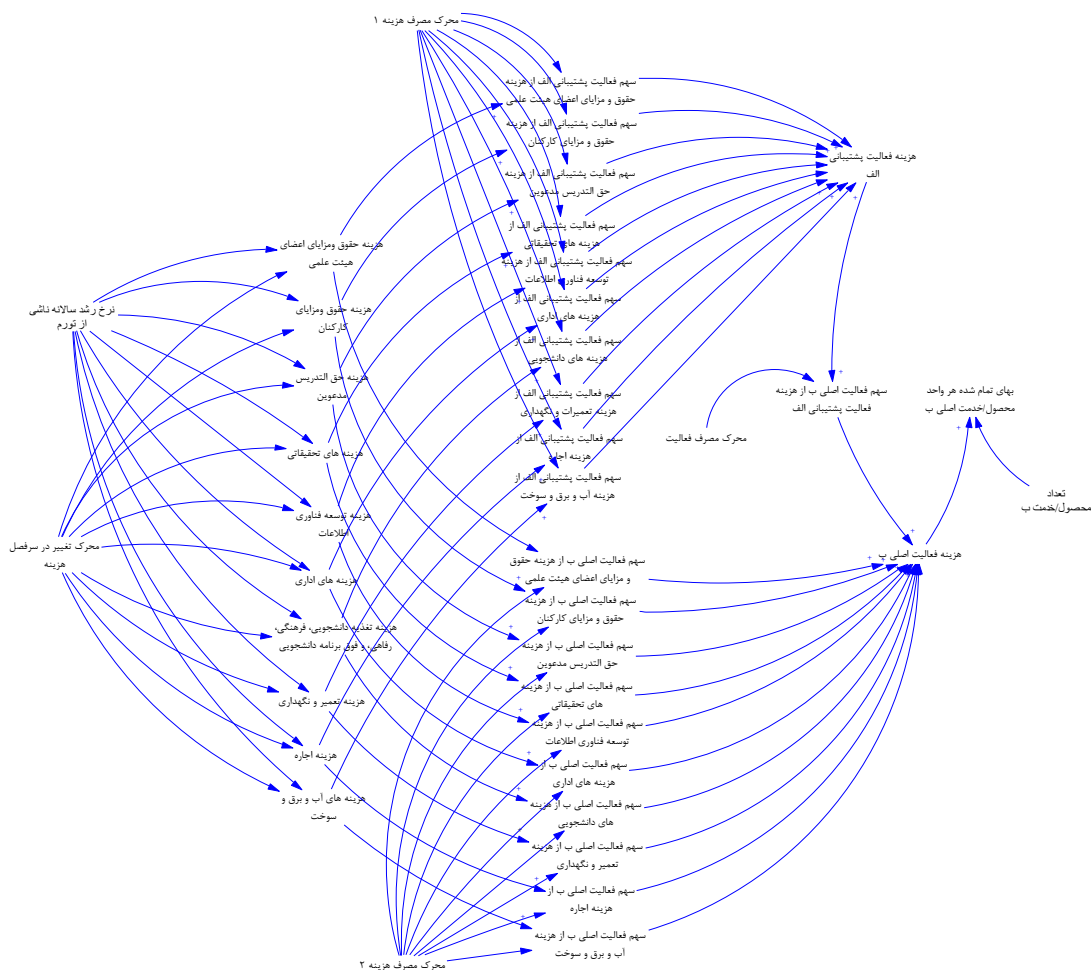 محرک مصرف هزینه ۱
سهم فعالیت پشتیبانی الف از هزینه
حقوق و مزایای اعضای هیئت علمی
سهم فعالیت پشتیبانی الف از هزینه
حقوق و مزایای کارکنان
سهم فعالیت پشتیبانی الف از هزینه
حق التدریس مدعوین
سهم فعالیت پشتیبانی الف از
هزینه های تحقیقاتی
سهم فعالیت پشتیبانی الف از هزینه
توسعه فناوری اطلاعات
سهم فعالیت پشتیبانی الف از
هزینه های اداری
سهم فعالیت پشتیبانی الف از
هزینه های دانشجویی
سهم فعالیت پشتیبانی الف از
هزینه تعمیرات و نگهداری
سهم فعالیت پشتیبانی الف از
هزینه اجاره
سهم فعالیت پشتیبانی الف از
هزینه آب و برق و سوخت
هزینه فعالیت پشتیبانی
الف
هزینه حقوق ومزایای اعضای
هیئت علمی
هزینه حقوق ومزایای
کارکنان
هزینه حق التدریس
مدعوین
هزینه های تحقیقاتی
هزینه توسعه فناوری
اطلاعات
هزینه های اداری
هزینه تغذیه دانشجویی، فرهنگی،
رفاهی، و فوق برنامه دانشجویی
هزینه تعمیر و نگهداری
هزینه اجاره
هزینه های آب و برق و
سوخت
نرخ رشد سالانه ناشی
از تورم
محرک تغییر در سرفصل
هزینه
سهم فعالیت اصلی ب از هزینه
فعالیت پشتیبانی الف
محرک مصرف فعالیت
بهای تمام شده هر واحد
محصول/خدمت اصلی ب
تعداد
محصول/خدمت ب
هزینه فعالیت اصلی ب
سهم فعالیت اصلی ب از هزینه حقوق
و مزایای اعضای هیئت علمی
سهم فعالیت اصلی ب از هزینه
حقوق و مزایای کارکنان
سهم فعالیت اصلی ب از هزینه
حق التدریس مدعوین
سهم فعالیت اصلی ب از هزینه
های تحقیقاتی
سهم فعالیت اصلی ب از هزینه
توسعه فناوری اطلاعات
سهم فعالیت اصلی ب از
هزینه های اداری
سهم فعالیت اصلی ب از هزینه
های دانشجویی
سهم فعالیت اصلی ب از هزینه
تعمیر و نگهداری
سهم فعالیت اصلی ب از
هزینه اجاره
سهم فعالیت اصلی ب از هزینه
آب و برق و سوخت
محرک مصرف هزینه ۲